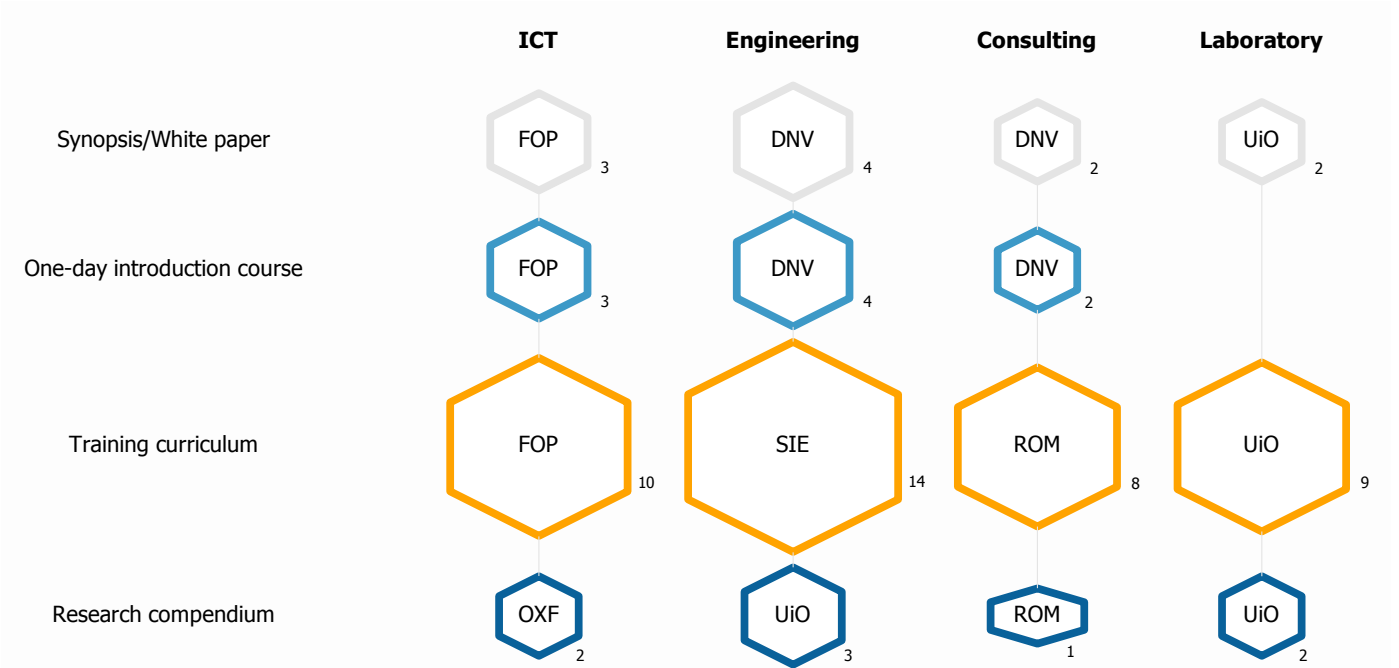 ICT Engineering Consulting Laboratory
Synopsis/White paper FOP 3 DNV 4 DNV 2 UiO 2
One-day introduction course FOP 3 DNV 4 DNV 2
Training curriculum FOP 10 SIE 14 ROM 8 UiO 9
Research compendium OXF 2 UiO 3 ROM 1 UiO 2